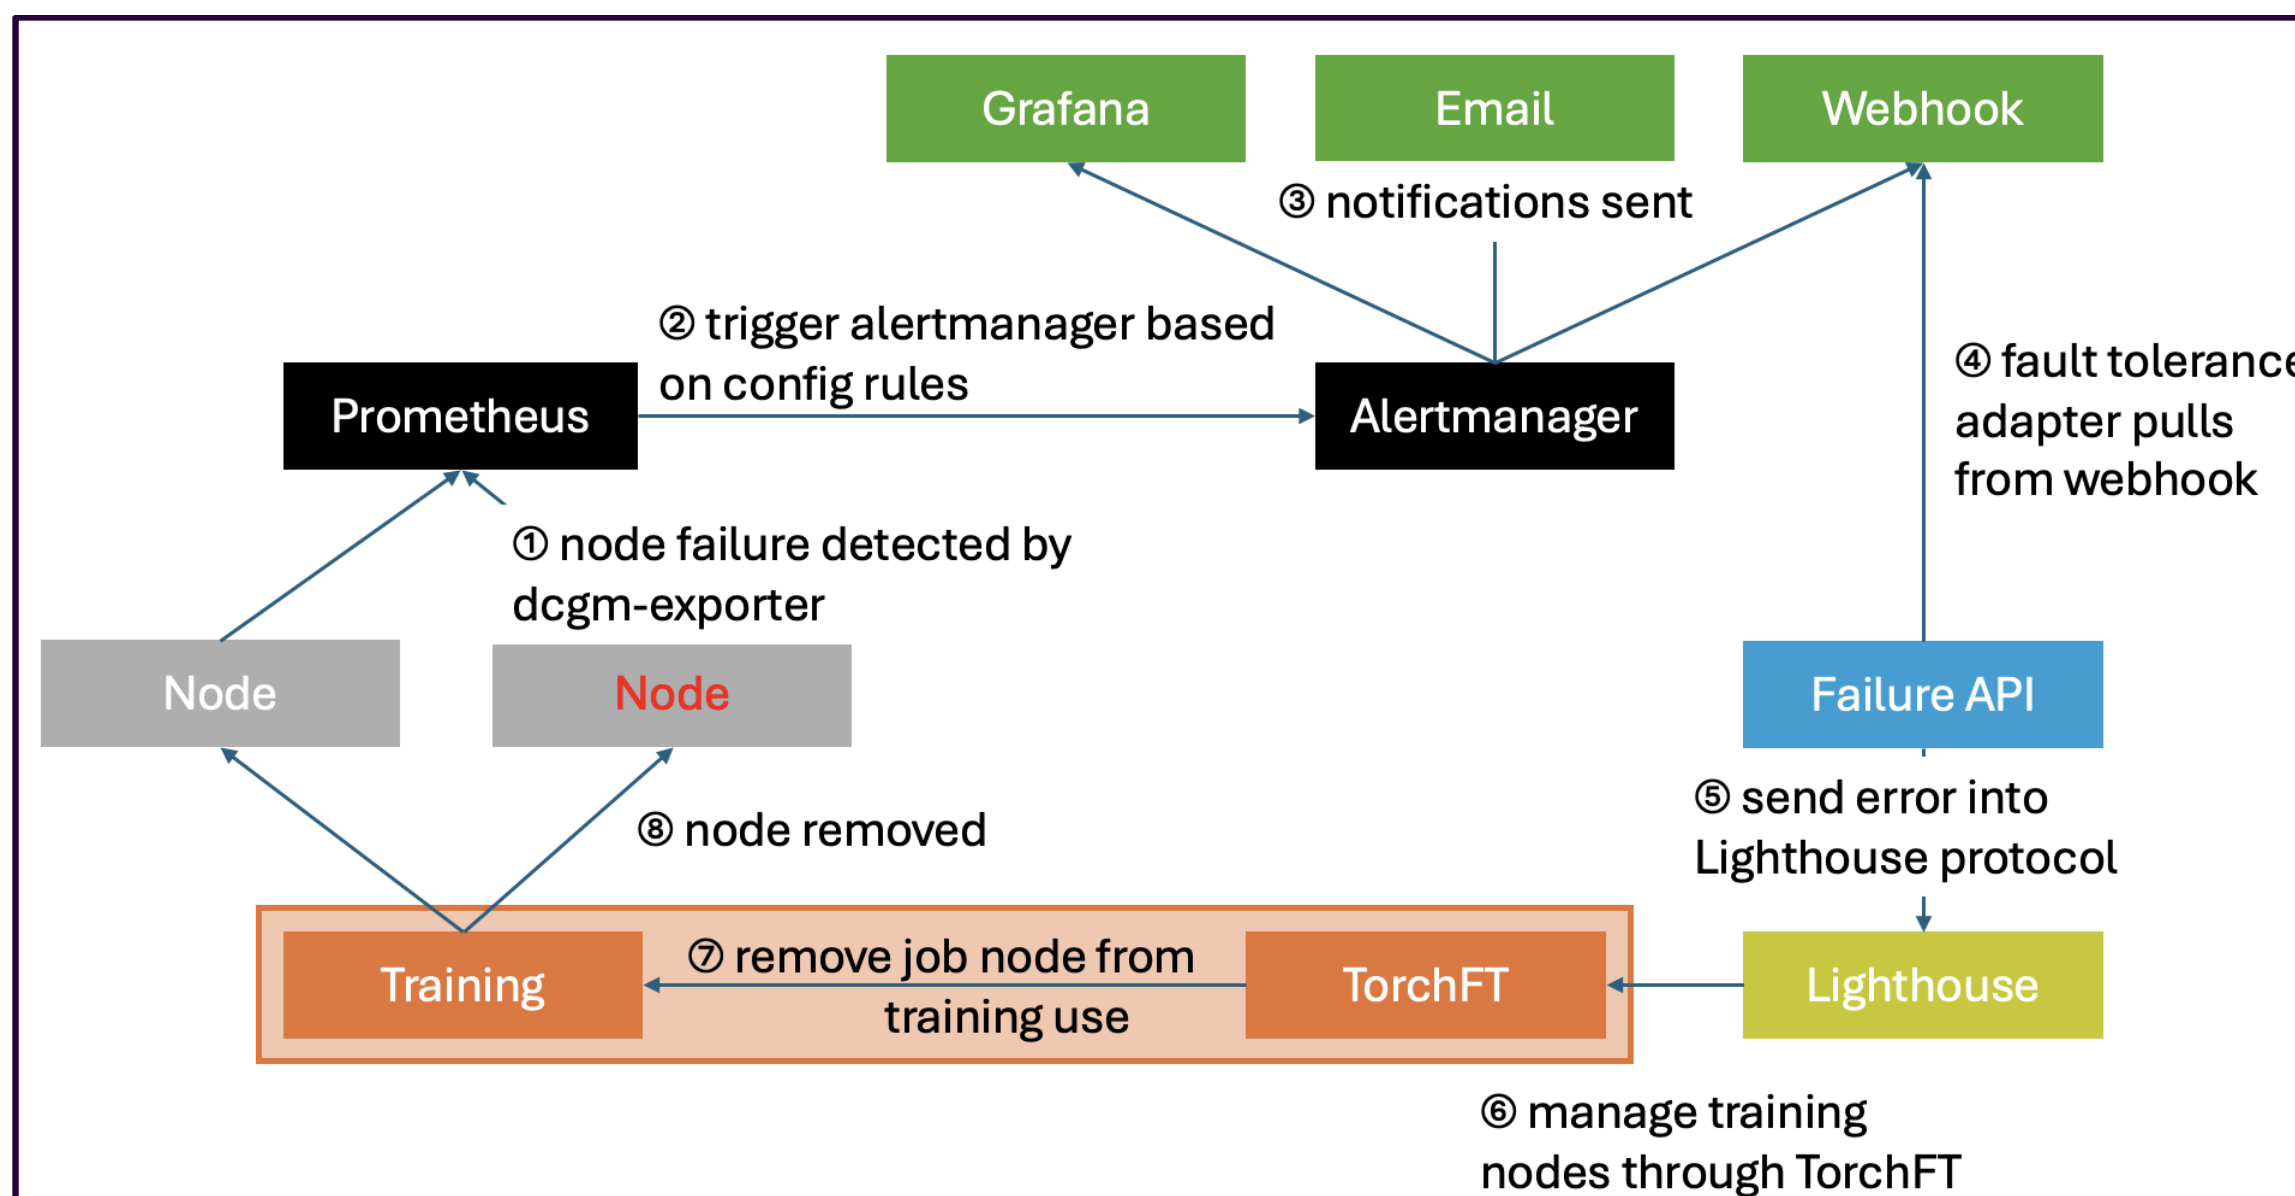 Grafana
Email
Webhook
③ notifications sent
② trigger alertmanager based
on config rules
Prometheus
Alertmanager
④ fault tolerance
adapter pulls
from webhook
① node failure detected by
dcgm-exporter
Node
Node
Failure API
⑧ node removed
⑤ send error into
Lighthouse protocol
Training
⑦ remove job node from
training use
TorchFT
Lighthouse
⑥ manage training
nodes through TorchFT